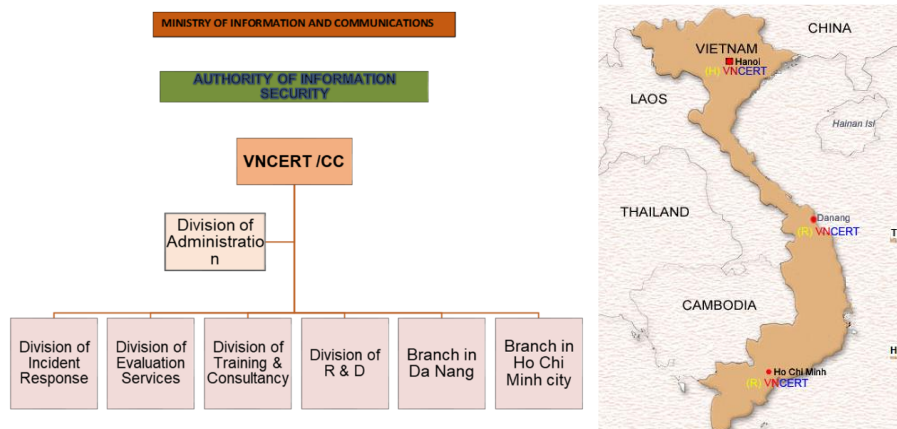 MINISTRY OF INFORMATION AND COMMUNICATIONS
AUTHORITY OF INFORMATION
SECURITY
VNCERT /CC
Division of
Administratio
n
Division of
Incident
Response
Division of
Evaluation
Services
Division of
Training &
Consultancy
Division of
R & D
Branch in
Da Nang
Branch in
Ho Chi
Minh city
CHINA
VIETNAM
Hanoi
(H) VNCERT
LAOS
Hainan Isl
THAILAND
Danang
(R) VNCERT
T
CAMBODIA
H
Ho Chi Minh
(R) VNCERT